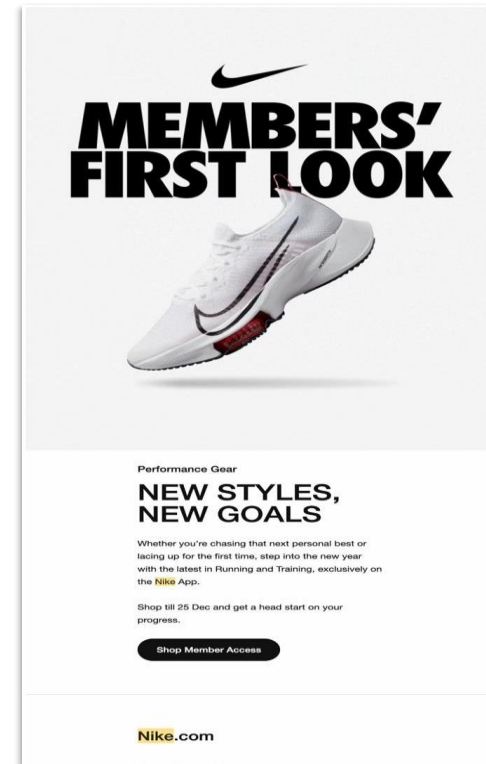 MEMBERS’
FIRST LOOK
Performance Gear
NEW STYLES,
NEW GOALS
Whether you’re chasing that next personal best or
lacing up for the first time, step into the new year
with the latest in Running and Training, exclusively on
the Nike App.
Shop till 25 Dec and get a head start on your
progress.
Shop Member Access
Nike.com